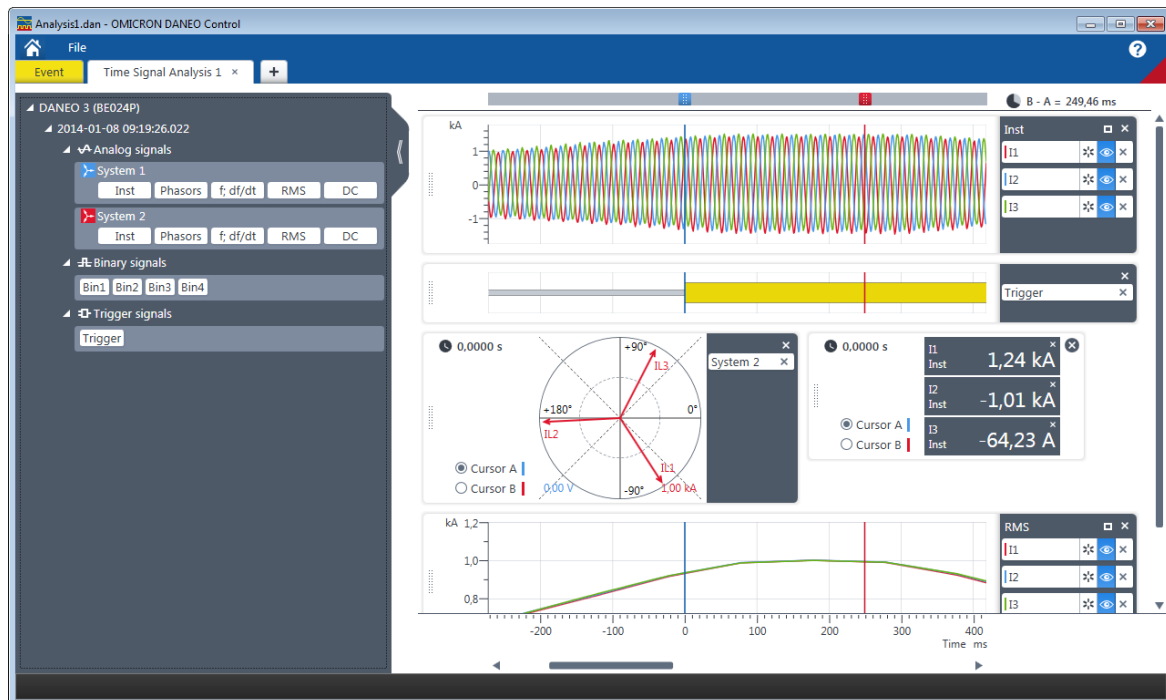 Analysis1.dan - OMICRON DANEO Control
File
?
Event
Time Signal Analysis 1 ×
+
DANEO 3 (BE024P)
2014-01-08 09:19:26.022
Analog signals
System 1
Inst Phasors f; df/dt RMS DC
System 2
Inst Phasors f; df/dt RMS DC
Binary signals
Bin1 Bin2 Bin3 Bin4
Trigger signals
Trigger
B - A = 249,46 ms
kA
1
0
-1
Inst
I1
I2
I3
Trigger
0,0000 s
+90°
IL3
+180°
0°
IL2
IL1
-90°
0,00 V
1,00 kA
Cursor A
Cursor B
System 2
0,0000 s
Cursor A
Cursor B
I1
Inst 1,24 kA
I2
Inst -1,01 kA
I3
Inst -64,23 A
kA 1,2
1,0
0,8
RMS
I1
I2
I3
-200 -100 0 100 200 300 400
Time ms